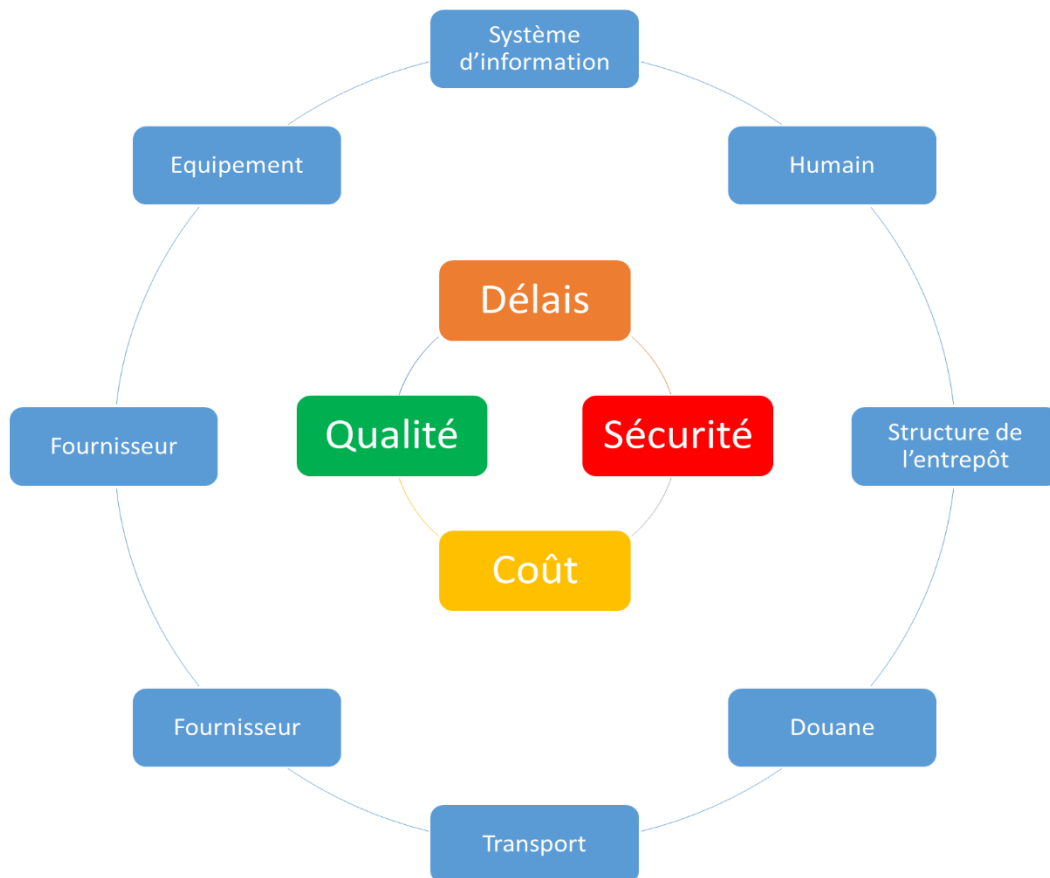 Système
d’information
Equipement
Humain
Délais
Fournisseur
Qualité
Sécurité
Structure de
l’entrepôt
Coût
Fournisseur
Douane
Transport